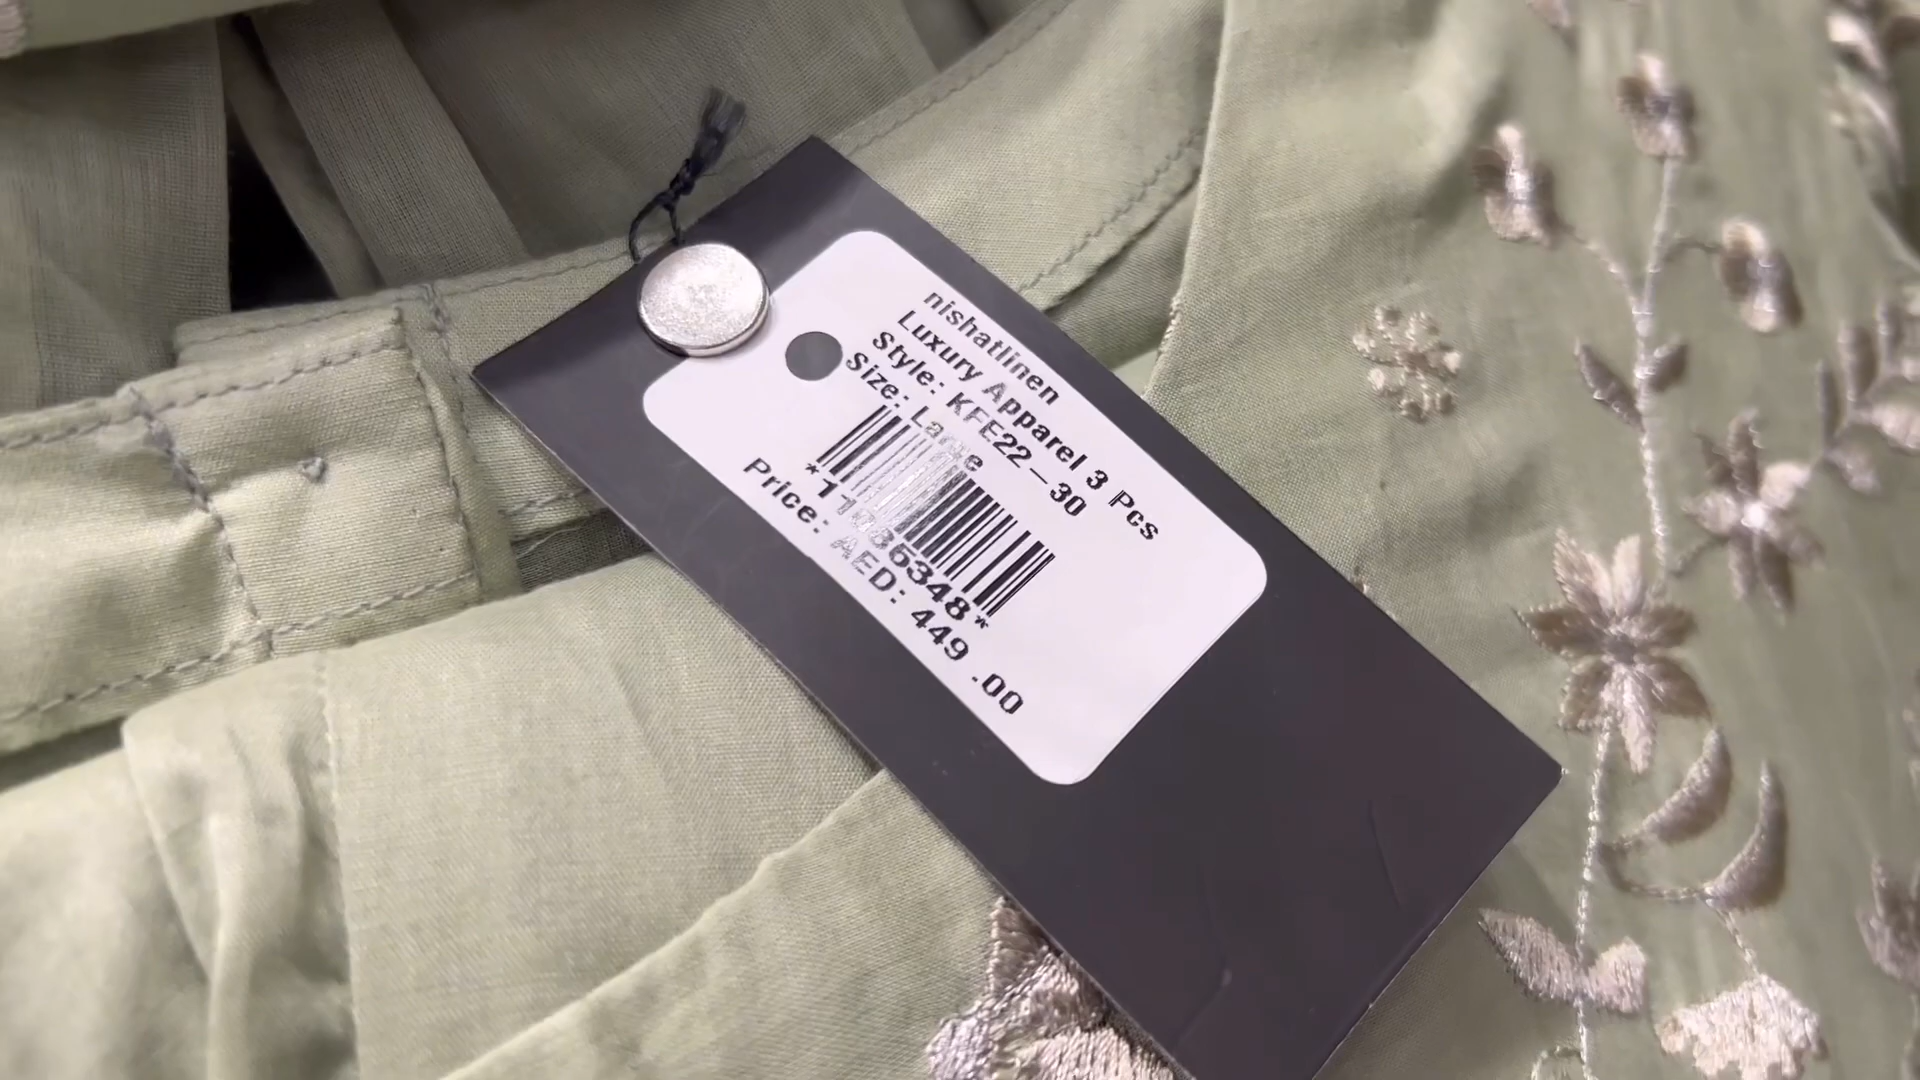 nishatlinen
Luxury Apparel 3 Pcs
Style: KFE22-30
Size: Large
Price: AED: 449 .00